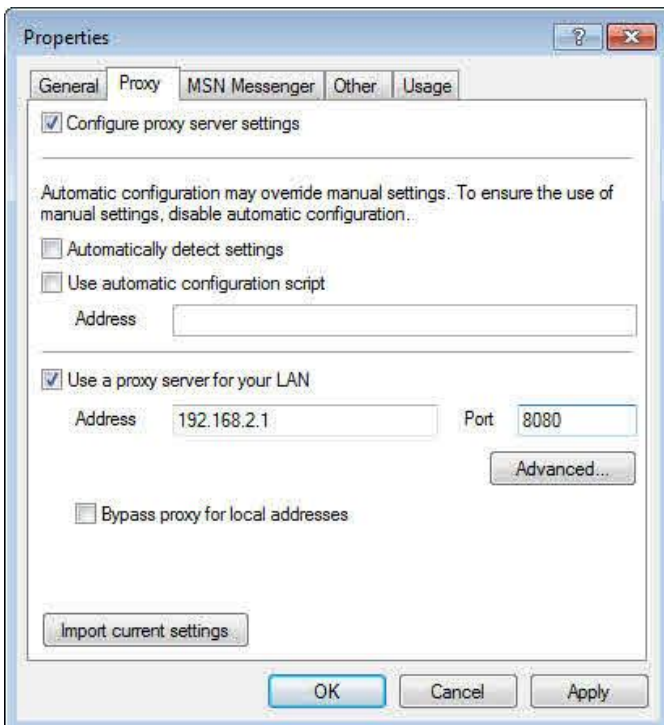 Properties
General Proxy MSN Messenger Other Usage
Configure proxy server settings
Automatic configuration may override manual settings. To ensure the use of
manual settings, disable automatic configuration.
Automatically detect settings
Use automatic configuration script
Address
Use a proxy server for your LAN
Address 192.168.2.1 Port 8080
Advanced...
Bypass proxy for local addresses
Import current settings
OK Cancel Apply